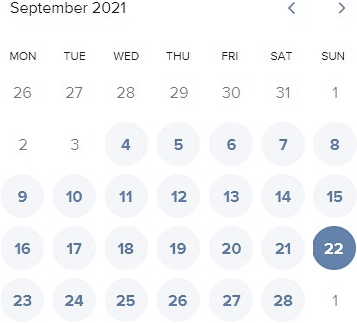 September 2021
MON TUE WED THU FRI SAT SUN
26 27 28 29 30 31 1
2 3 4 5 6 7 8
9 10 11 12 13 14 15
16 17 18 19 20 21 22
23 24 25 26 27 28 1